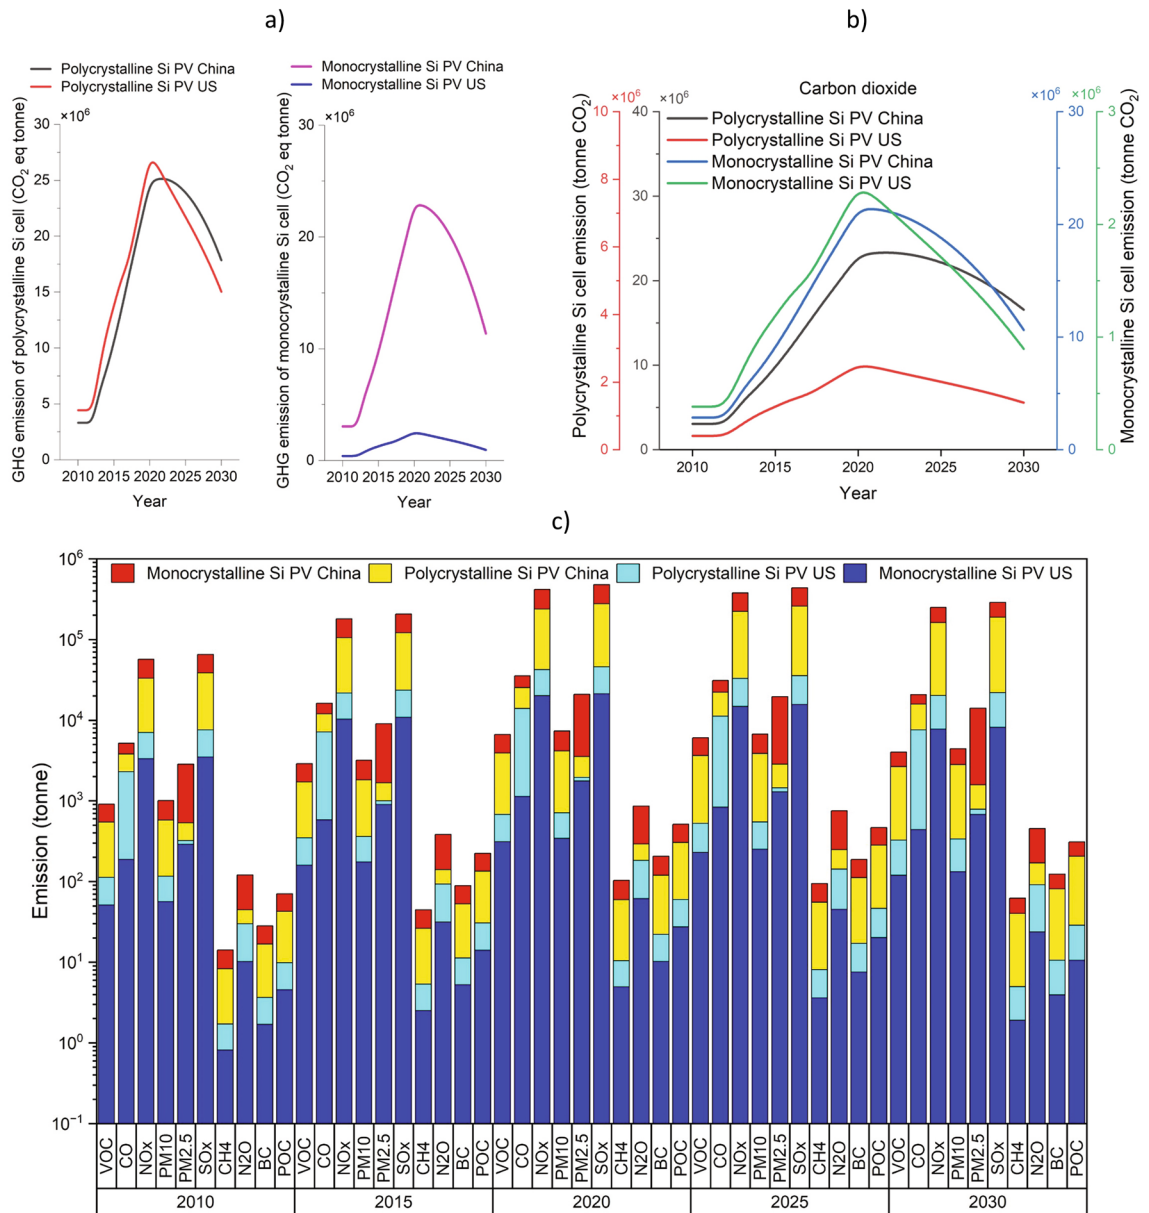 a)
b)
Polycrystalline Si PV China
Polycrystalline Si PV US
Monocrystalline Si PV China
Monocrystalline Si PV US
GHG emission of polycrystalline Si cell (CO2 eq tonne)
×10⁶
30
25
20
15
10
5
0
2010 2015 2020 2025 2030
Year
GHG emission of monocrystalline Si cell (CO2 eq tonne)
×10⁶
30
20
10
0
2010 2015 2020 2025 2030
Year
Carbon dioxide
Polycrystalline Si PV China
Polycrystalline Si PV US
Monocrystalline Si PV China
Monocrystalline Si PV US
Polycrystalline Si cell emission (tonne CO2)
×10⁶
10
8
6
4
2
0
×10⁶
40
30
20
10
0
×10⁶
30
20
10
0
×10⁶
3
2
1
0
Monocrystalline Si cell emission (tonne CO2)
2010 2015 2020 2025 2030
Year
c)
Monocrystalline Si PV China Polycrystalline Si PV China Polycrystalline Si PV US Monocrystalline Si PV US
Emission (tonne)
10⁶
10⁵
10⁴
10³
10²
10¹
10⁰
10⁻¹
VOC CO NOx PM10 PM2.5 SOx CH4 N2O BC POC VOC CO NOx PM10 PM2.5 SOx CH4 N2O BC POC VOC CO NOx PM10 PM2.5 SOx CH4 N2O BC POC VOC CO NOx PM10 PM2.5 SOx CH4 N2O BC POC VOC CO NOx PM10 PM2.5 SOx CH4 N2O BC POC
2010 2015 2020 2025 2030